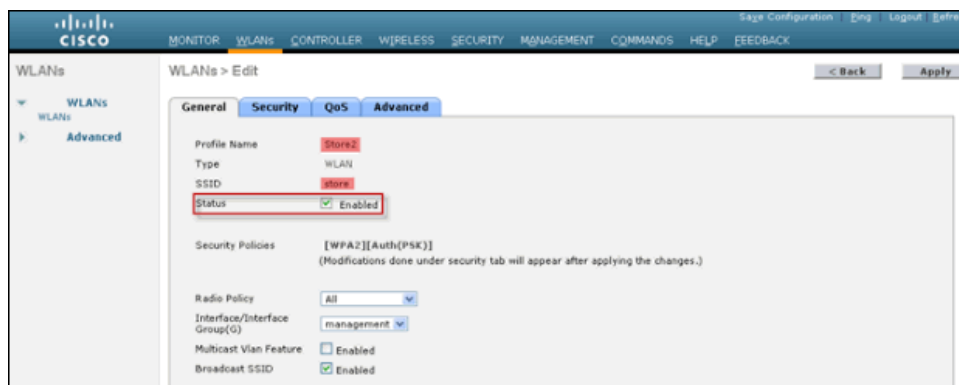 Save Configuration | Ping | Logout | Refre
CISCO MONITOR WLANs CONTROLLER WIRELESS SECURITY MANAGEMENT COMMANDS HELP FEEDBACK
WLANs
WLANs
WLANs
Advanced
WLANs > Edit
< Back Apply
General Security QoS Advanced
Profile Name Store2
Type WLAN
SSID store
Status Enabled
Security Policies [WPA2][Auth(PSK)]
(Modifications done under security tab will appear after applying the changes.)
Radio Policy All
Interface/Interface
Group(G) management
Multicast Vlan Feature Enabled
Broadcast SSID Enabled